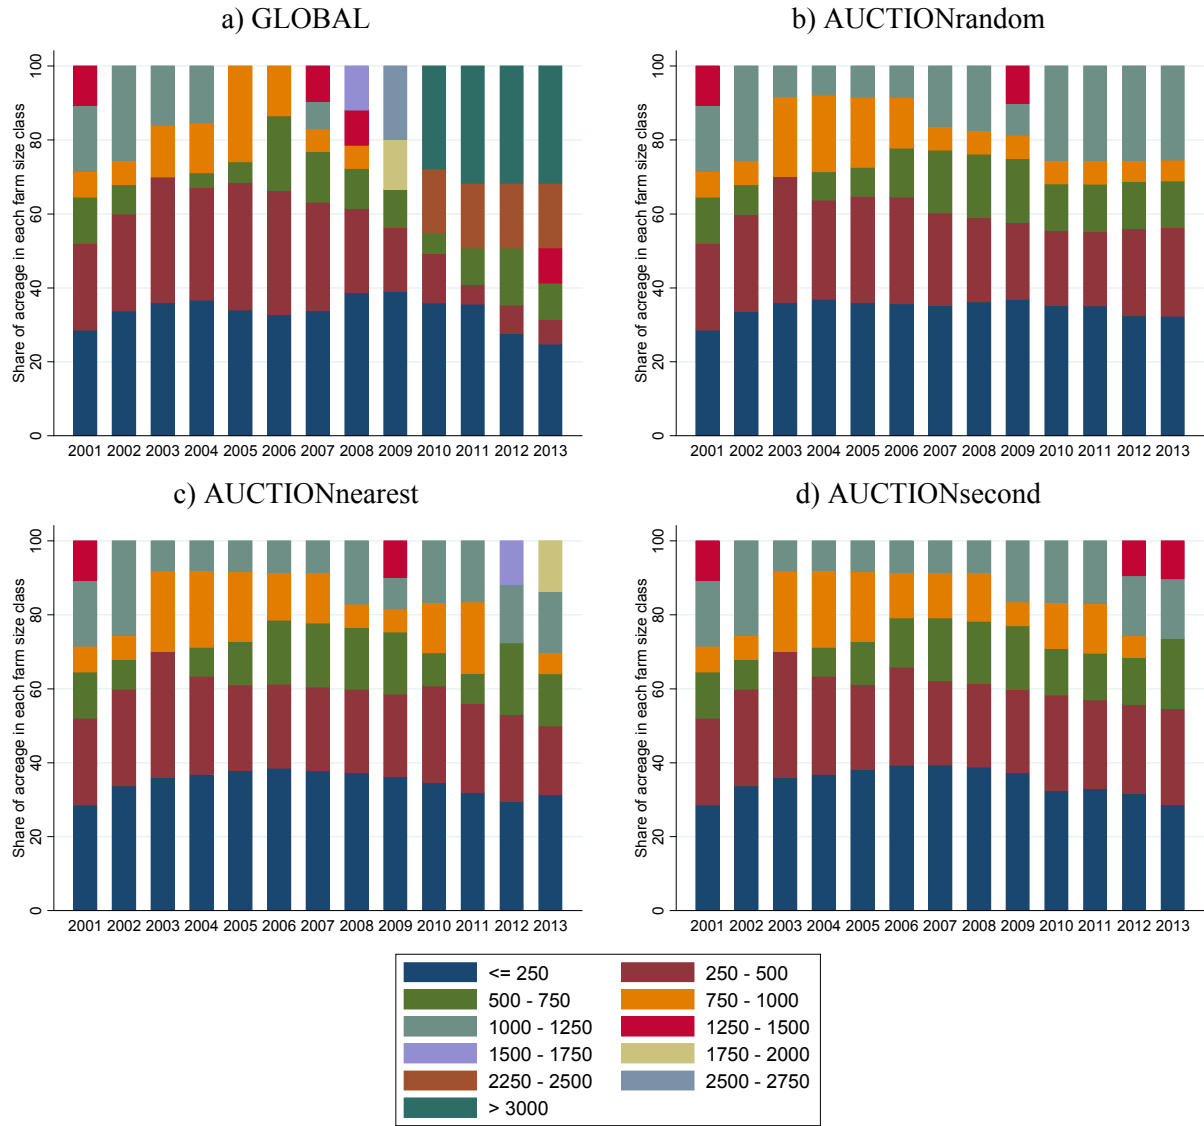 a) GLOBAL
b) AUCTIONrandom
Share of acreage in each farm size class
0 20 40 60 80 100
2001 2002 2003 2004 2005 2006 2007 2008 2009 2010 2011 2012 2013
Share of acreage in each farm size class
0 20 40 60 80 100
2001 2002 2003 2004 2005 2006 2007 2008 2009 2010 2011 2012 2013
c) AUCTIONnearest
d) AUCTIONsecond
Share of acreage in each farm size class
0 20 40 60 80 100
2001 2002 2003 2004 2005 2006 2007 2008 2009 2010 2011 2012 2013
Share of acreage in each farm size class
0 20 40 60 80 100
2001 2002 2003 2004 2005 2006 2007 2008 2009 2010 2011 2012 2013
<= 250
250 - 500
500 - 750
750 - 1000
1000 - 1250
1250 - 1500
1500 - 1750
1750 - 2000
2250 - 2500
2500 - 2750
> 3000